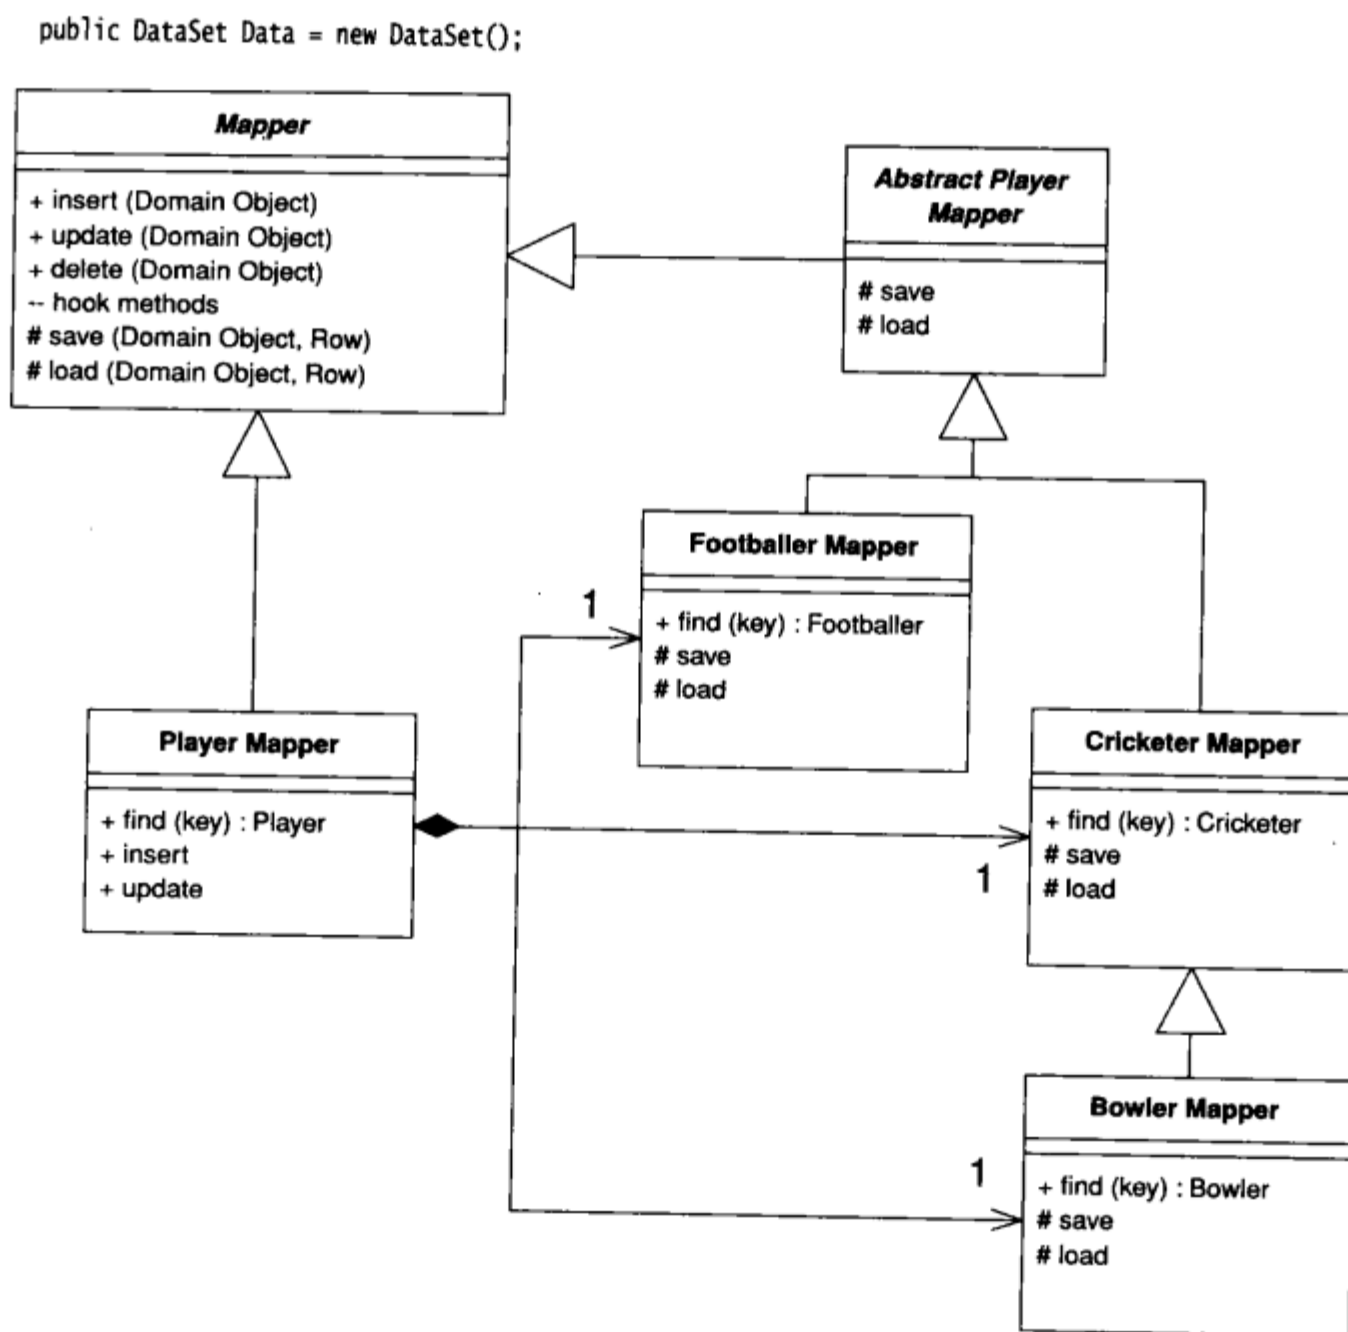 public DataSet Data = new DataSet();
Mapper
+ insert (Domain Object)
+ update (Domain Object)
+ delete (Domain Object)
-- hook methods
# save (Domain Object, Row)
# load (Domain Object, Row)
Abstract Player
Mapper
# save
# load
Footballer Mapper
+ find (key) : Footballer
# save
# load
1
Player Mapper
+ find (key) : Player
+ insert
+ update
Cricketer Mapper
+ find (key) : Cricketer
# save
# load
1
Bowler Mapper
+ find (key) : Bowler
# save
# load
1